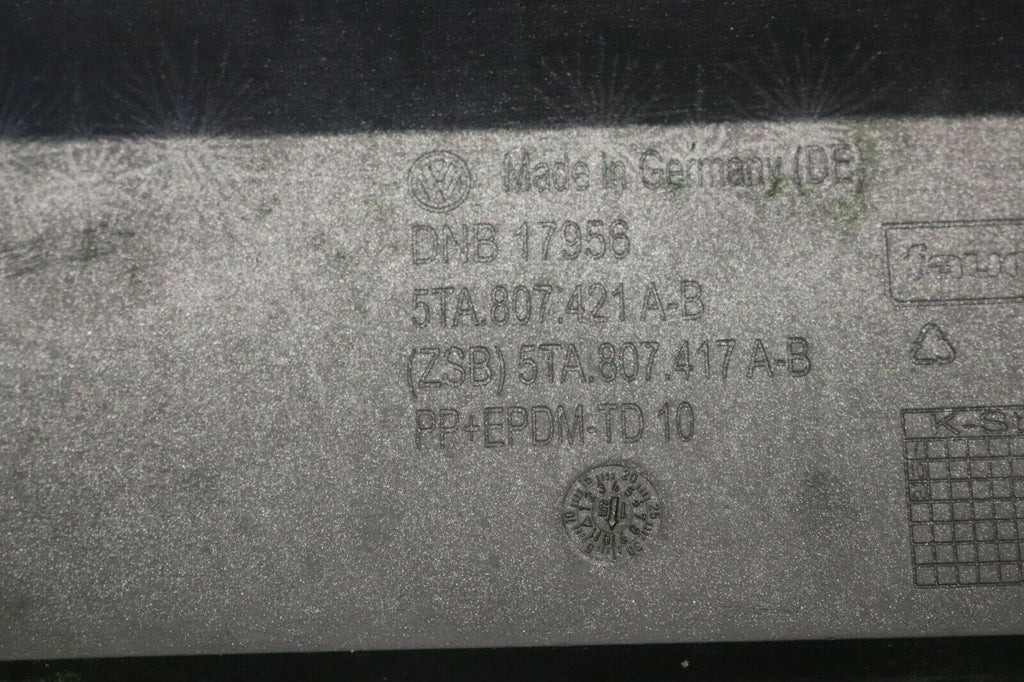 Made in Germany (DE)
DNB 17956
5TA.807.421 A-B
(ZSB) 5TA.807.417 A-B
PP+EPDM-TD 10